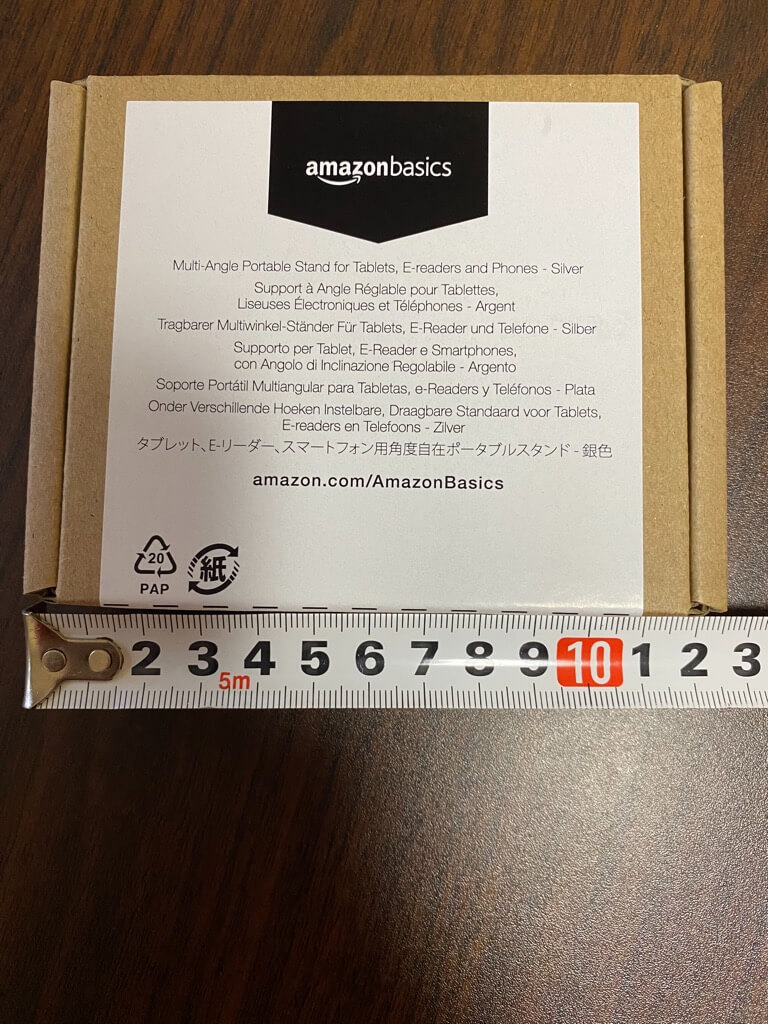 amazonbasics
Multi-Angle Portable Stand for Tablets, E-readers and Phones - Silver
Support à Angle Réglable pour Tablettes,
Liseuses Électroniques et Téléphones - Argent
Tragbarer Multiwinkel-Ständer Für Tablets, E-Reader und Telefone - Silber
Supporto per Tablet, E-Reader e Smartphones,
con Angolo di Inclinazione Regolabile - Argento
Soporte Portátil Multiangular para Tabletas, e-Readers y Teléfonos - Plata
Onder Verschillende Hoeken Instelbare, Draagbare Standaard voor Tablets,
E-readers en Telefoons - Zilver
タブレット、E-リーダー、スマートフォン用角度自在ポータブルスタンド - 銀色
amazon.com/AmazonBasics
20
PAP
紙
2 3 4 5 6 7 8 9 10 1 2 3
5m